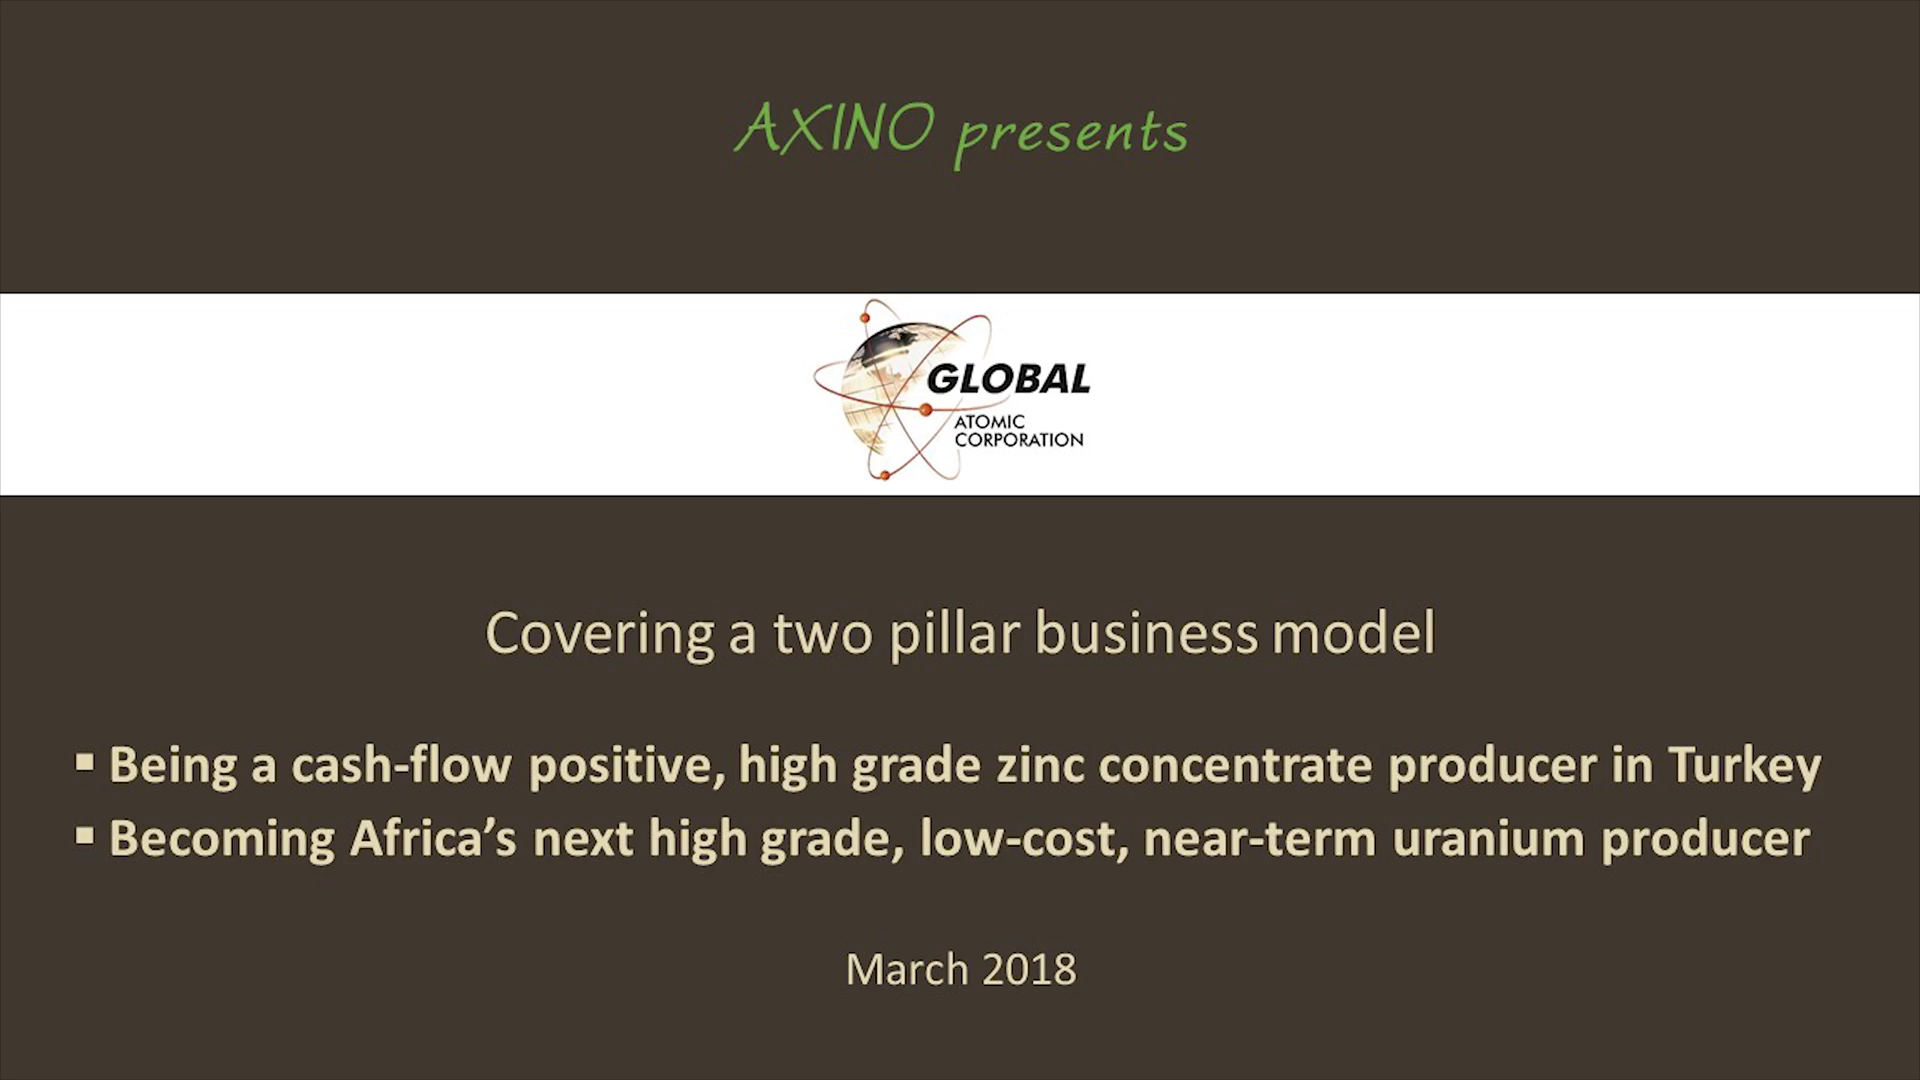 AXINO presents
GLOBAL
ATOMIC
CORPORATION
Covering a two pillar business model
▪ Being a cash-flow positive, high grade zinc concentrate producer in Turkey
▪ Becoming Africa’s next high grade, low-cost, near-term uranium producer
March 2018